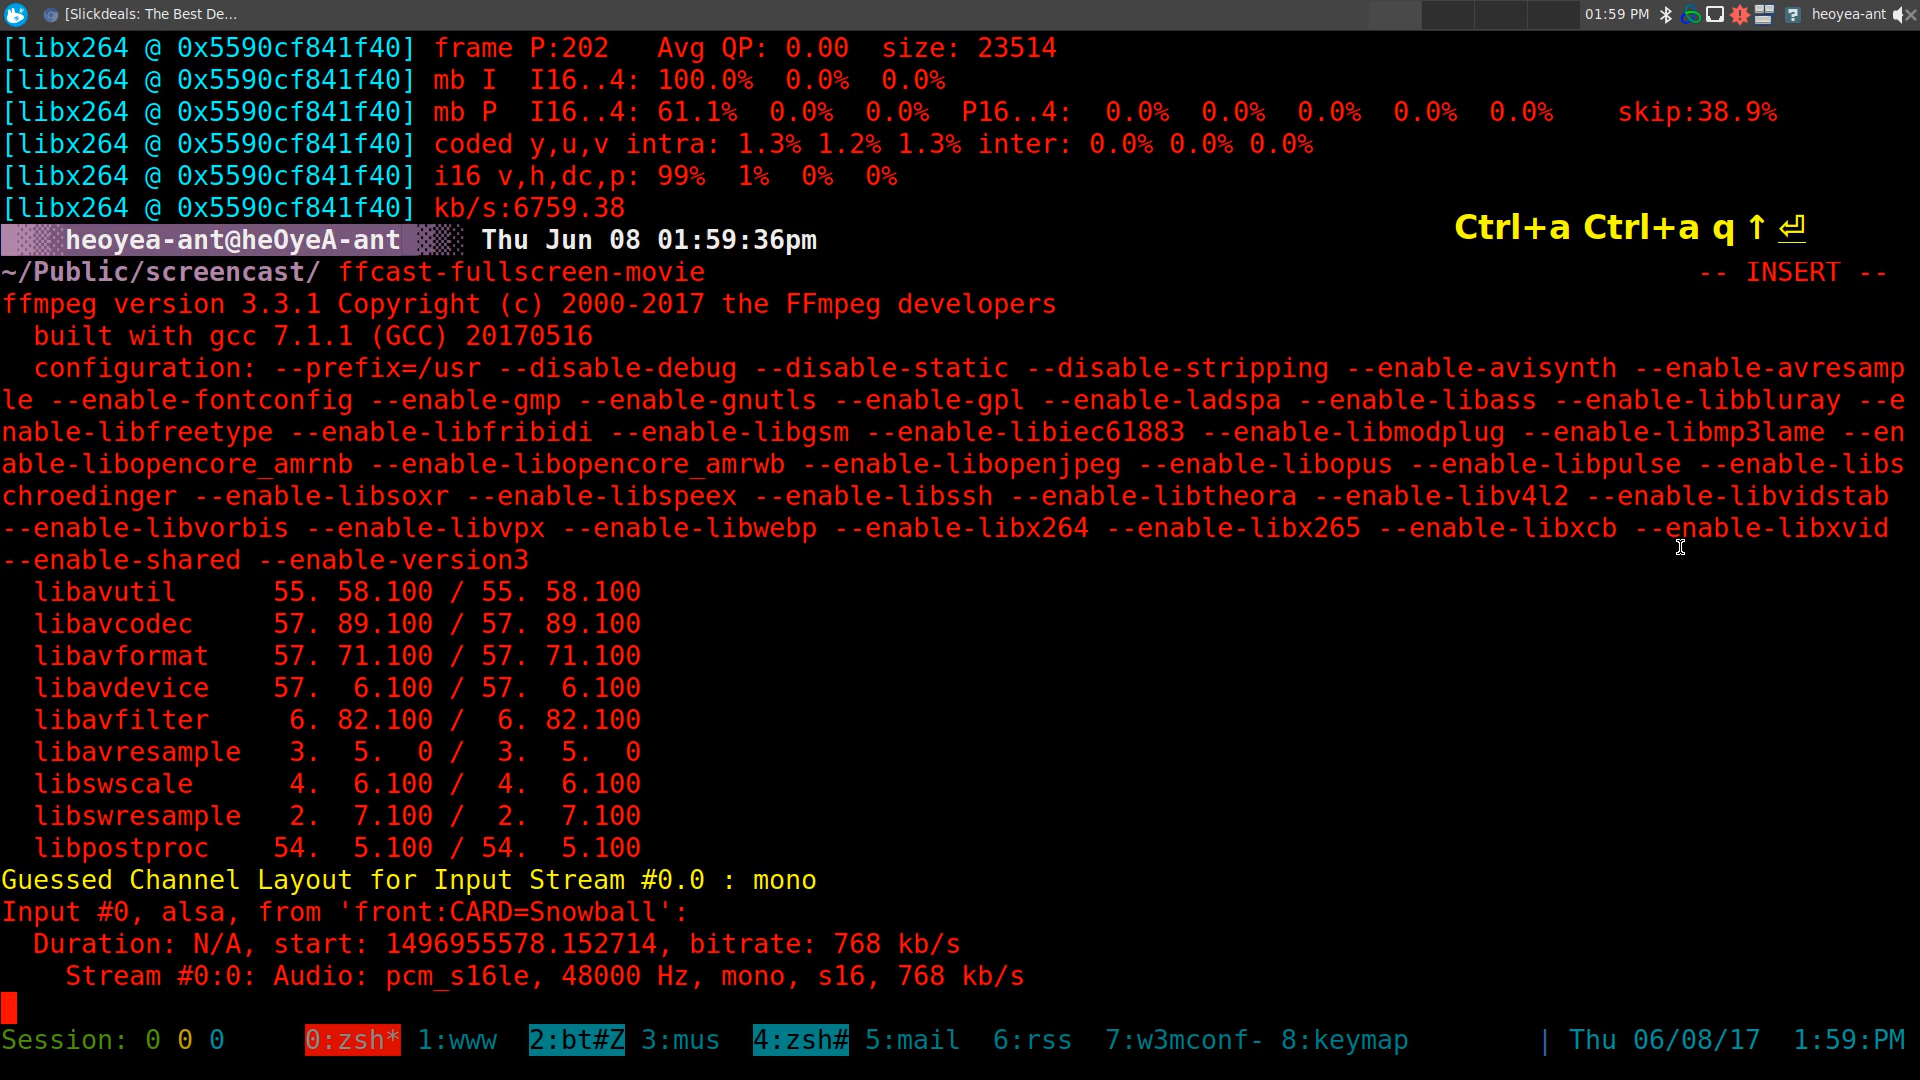 [Slickdeals: The Best De...
01:59 PM
heoyea-ant
[libx264 @ 0x5590cf841f40] frame P:202   Avg QP: 0.00  size: 23514
[libx264 @ 0x5590cf841f40] mb I  I16..4: 100.0%  0.0%  0.0%
[libx264 @ 0x5590cf841f40] mb P  I16..4: 61.1%  0.0%  0.0%  P16..4:  0.0%  0.0%  0.0%  0.0%  0.0%    skip:38.9%
[libx264 @ 0x5590cf841f40] coded y,u,v intra: 1.3% 1.2% 1.3% inter: 0.0% 0.0% 0.0%
[libx264 @ 0x5590cf841f40] i16 v,h,dc,p: 99%  1%  0%  0%
[libx264 @ 0x5590cf841f40] kb/s:6759.38
Ctrl+a Ctrl+a q ↑ ⏎
heoyea-ant@heOyeA-ant Thu Jun 08 01:59:36pm
~/Public/screencast/ ffcast-fullscreen-movie -- INSERT --
ffmpeg version 3.3.1 Copyright (c) 2000-2017 the FFmpeg developers
  built with gcc 7.1.1 (GCC) 20170516
  configuration: --prefix=/usr --disable-debug --disable-static --disable-stripping --enable-avisynth --enable-avresamp
le --enable-fontconfig --enable-gmp --enable-gnutls --enable-gpl --enable-ladspa --enable-libass --enable-libbluray --e
nable-libfreetype --enable-libfribidi --enable-libgsm --enable-libiec61883 --enable-libmodplug --enable-libmp3lame --en
able-libopencore_amrnb --enable-libopencore_amrwb --enable-libopenjpeg --enable-libopus --enable-libpulse --enable-libs
chroedinger --enable-libsoxr --enable-libspeex --enable-libssh --enable-libtheora --enable-libv4l2 --enable-libvidstab
--enable-libvorbis --enable-libvpx --enable-libwebp --enable-libx264 --enable-libx265 --enable-libxcb --enable-libxvid
--enable-shared --enable-version3
  libavutil      55. 58.100 / 55. 58.100
  libavcodec     57. 89.100 / 57. 89.100
  libavformat    57. 71.100 / 57. 71.100
  libavdevice    57.  6.100 / 57.  6.100
  libavfilter     6. 82.100 /  6. 82.100
  libavresample   3.  5.  0 /  3.  5.  0
  libswscale      4.  6.100 /  4.  6.100
  libswresample   2.  7.100 /  2.  7.100
  libpostproc    54.  5.100 / 54.  5.100
Guessed Channel Layout for Input Stream #0.0 : mono
Input #0, alsa, from 'front:CARD=Snowball':
  Duration: N/A, start: 1496955578.152714, bitrate: 768 kb/s
    Stream #0:0: Audio: pcm_s16le, 48000 Hz, mono, s16, 768 kb/s
Session: 0 0 0     0:zsh* 1:www  2:bt#Z 3:mus  4:zsh# 5:mail  6:rss  7:w3mconf- 8:keymap        | Thu 06/08/17  1:59:PM